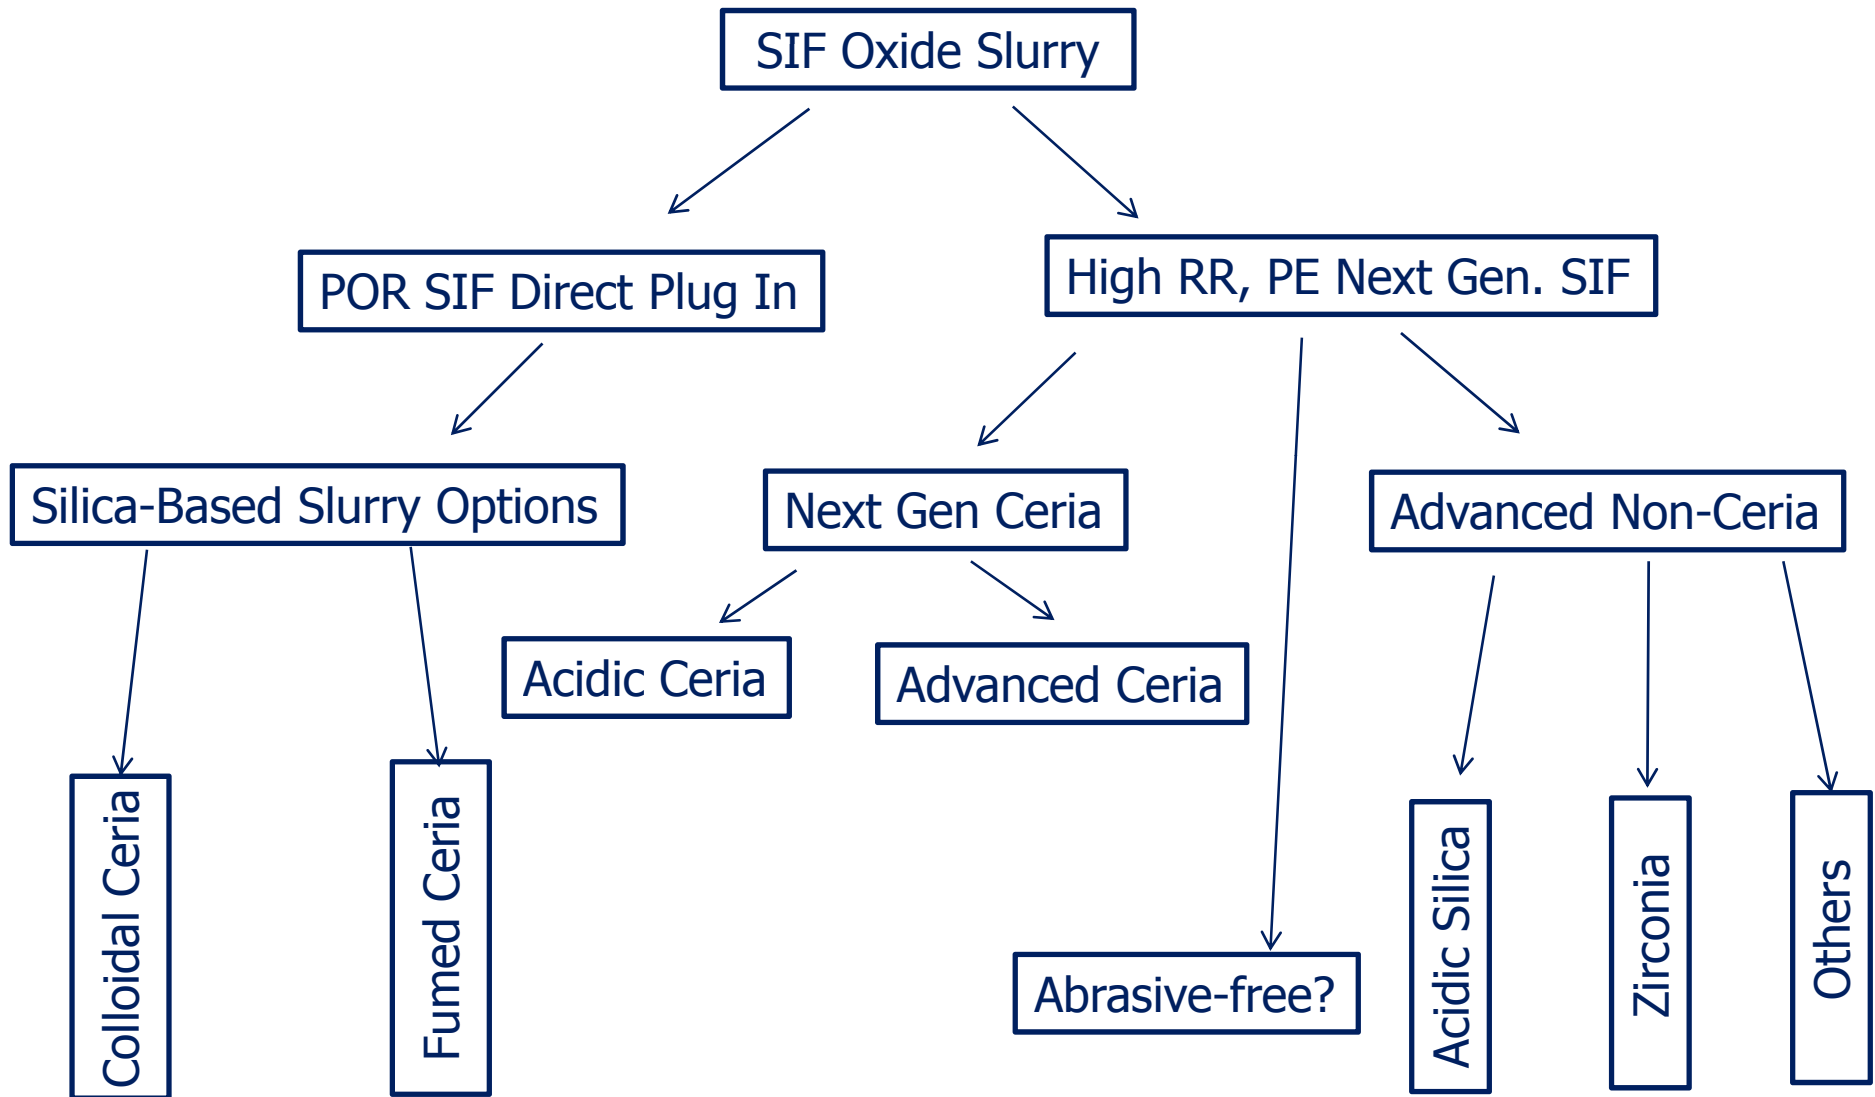 SIF Oxide Slurry
POR SIF Direct Plug In
High RR, PE Next Gen. SIF
Silica-Based Slurry Options
Next Gen Ceria
Advanced Non-Ceria
Acidic Ceria
Advanced Ceria
Colloidal Ceria
Fumed Ceria
Abrasive-free?
Acidic Silica
Zirconia
Others